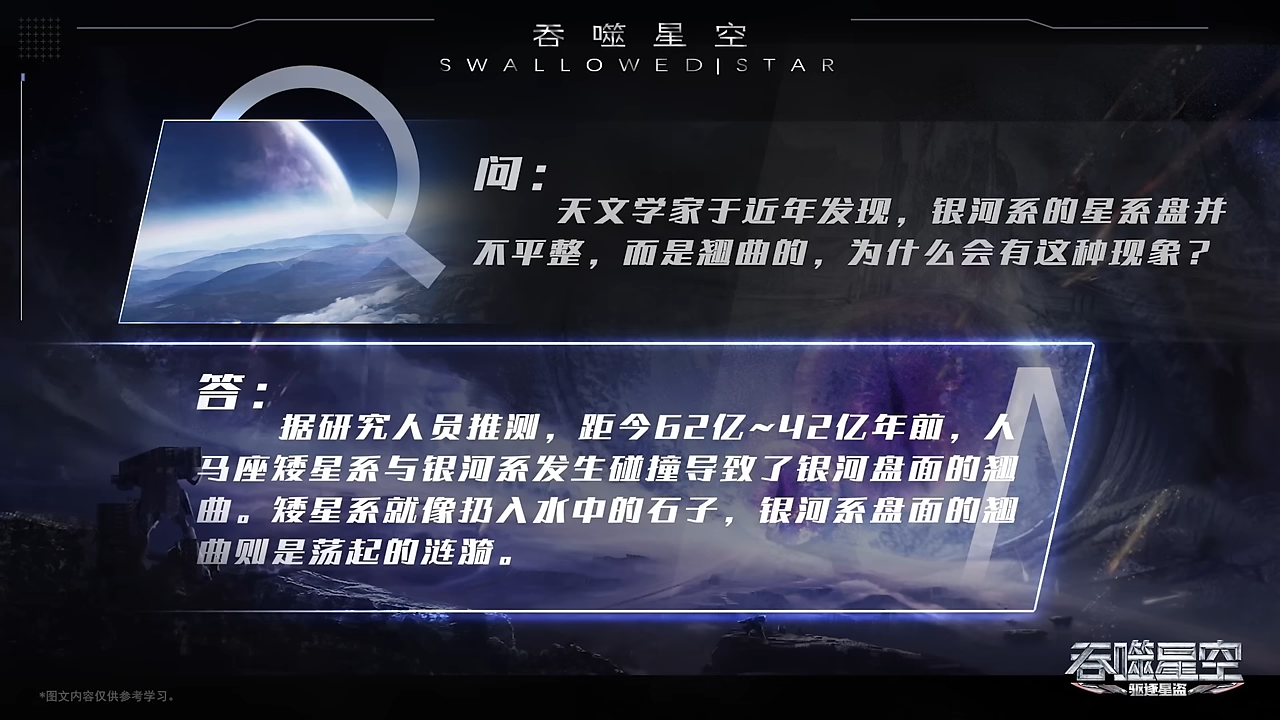 吞噬星空
SWALLOWED|STAR
问：
天文学家于近年发现，银河系的星系盘并
不平整，而是翘曲的，为什么会有这种现象？
答：
据研究人员推测，距今62亿~42亿年前，人
马座矮星系与银河系发生碰撞导致了银河盘面的翘
曲。矮星系就像扔入水中的石子，银河系盘面的翘
曲则是荡起的涟漪。
吞噬星空
驱逐星盗
*图文内容仅供参考学习。